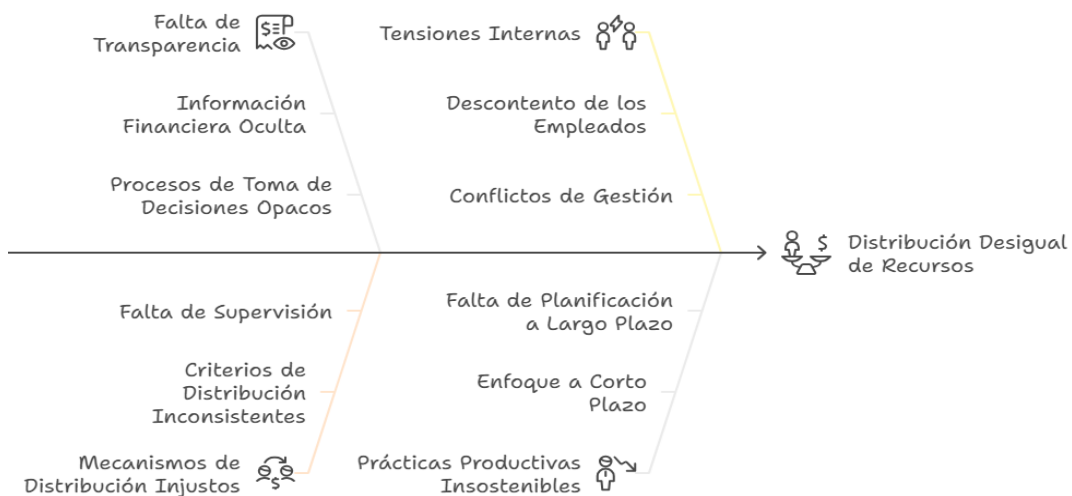 Falta de
Transparencia
Información
Financiera Oculta
Procesos de Toma de
Decisiones Opacos
Tensiones Internas
Descontento de los
Empleados
Conflictos de Gestión
Distribución Desigual
de Recursos
Falta de Supervisión
Criterios de
Distribución
Inconsistentes
Mecanismos de
Distribución Injustos
Falta de Planificación
a Largo Plazo
Enfoque a Corto
Plazo
Prácticas Productivas
Insostenibles